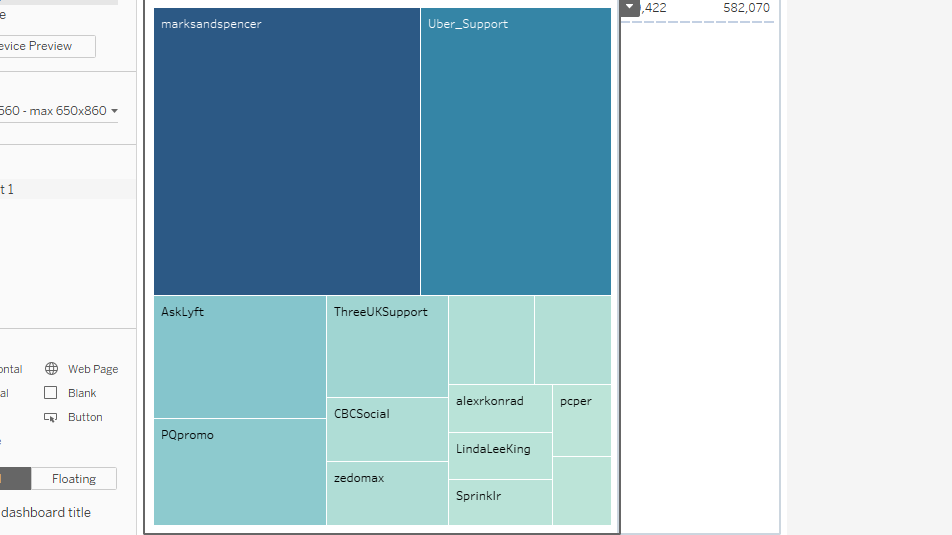 e
evice Preview
560 - max 650x860
t 1
ontal
Web Page
al
Blank
Button
Floating
dashboard title
marksandspencer
Uber_Support
AskLyft
ThreeUKSupport
PQpromo
CBCSocial
zedomax
alexrkonrad
pcper
LindaLeeKing
Sprinklr
,422
582,070